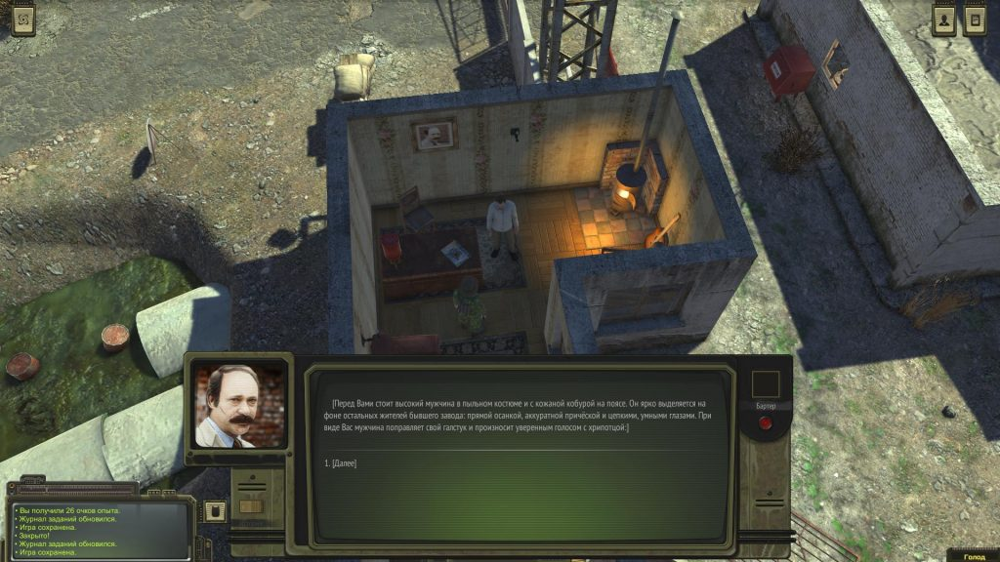 [Перед Вами стоит высокий мужчина в пыльном костюме и с кожаной кобурой на поясе. Он ярко выделяется на
фоне остальных жителей бывшего завода: прямой осанкой, аккуратной причёской и цепкими, умными глазами. При
виде Вас мужчина поправляет свой галстук и произносит уверенным голосом с хрипотцой:]
Бартер
1. [Далее]
• Вы получили 26 очков опыта.
• Журнал заданий обновился.
• Игра сохранена.
• Закрыто!
• Журнал заданий обновился.
• Игра сохранена.
Голод